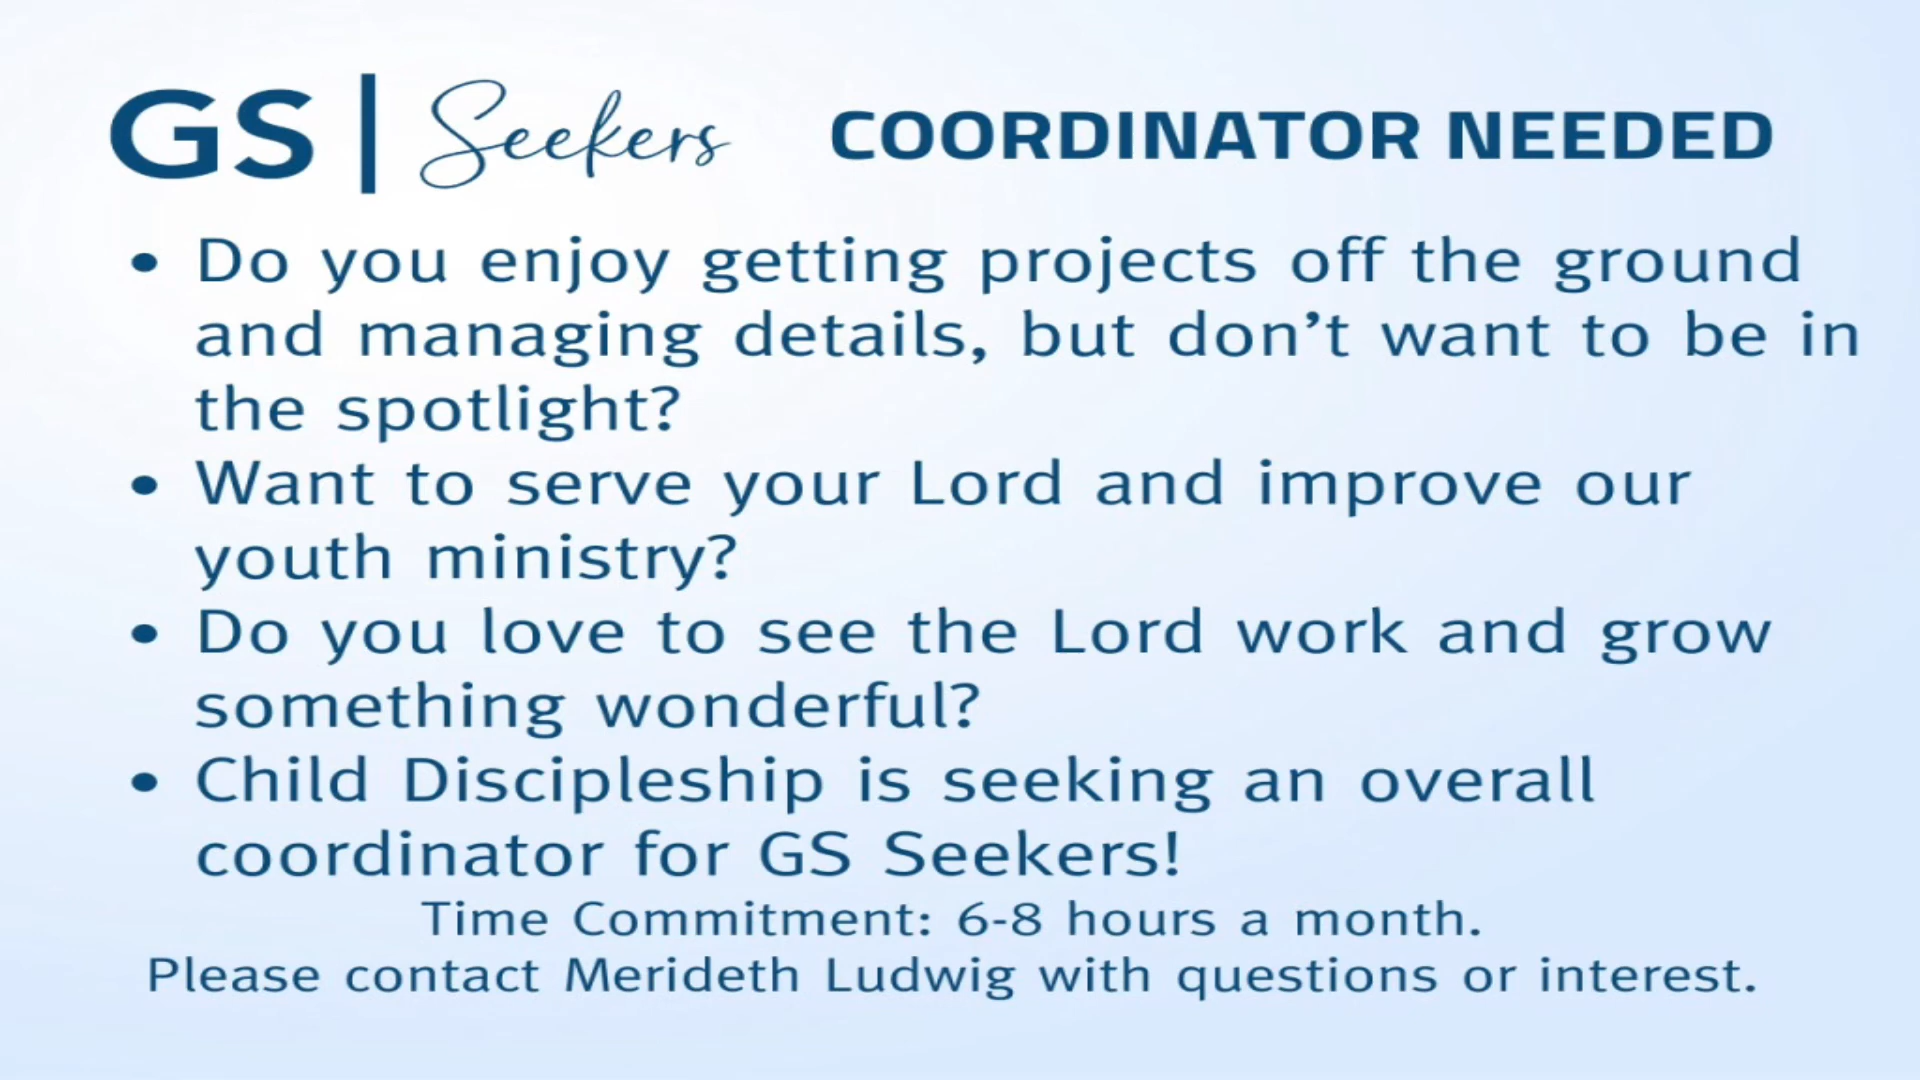 GS | Seekers COORDINATOR NEEDED
• Do you enjoy getting projects off the ground
and managing details, but don’t want to be in
the spotlight?
• Want to serve your Lord and improve our
youth ministry?
• Do you love to see the Lord work and grow
something wonderful?
• Child Discipleship is seeking an overall
coordinator for GS Seekers!
Time Commitment: 6-8 hours a month.
Please contact Merideth Ludwig with questions or interest.